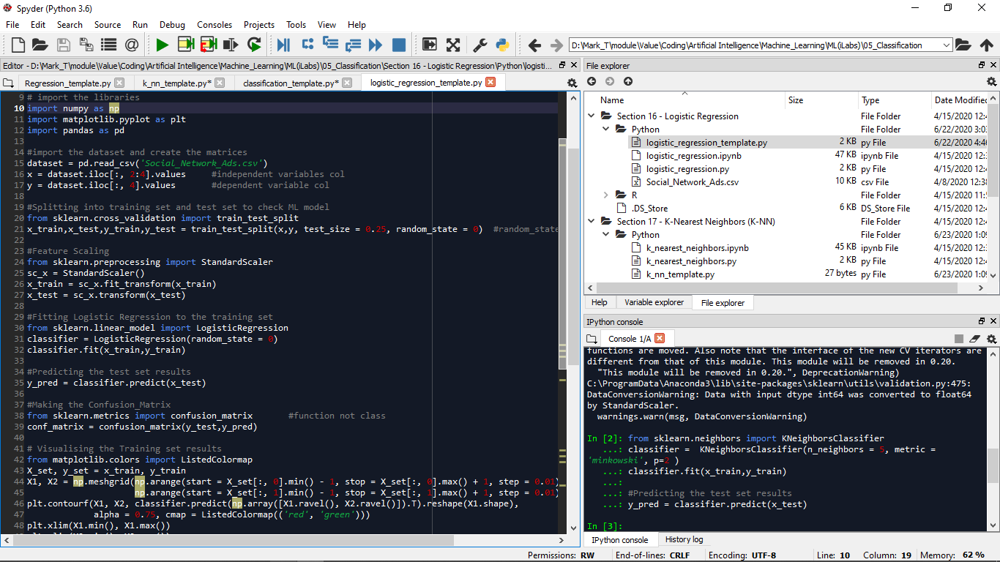 Spyder (Python 3.6)
File Edit Search Source Run Debug Consoles Projects Tools View Help
D:\Mark_T\module\Value\Coding\Artificial Intelligence\Machine_Learning\ML(iLabs)\05_Classification
Editor - D:\Mark_T\module\Value\Coding\Artificial Intelligence\Machine_Learning\ML(iLabs)\05_Classification\Section 16 - Logistic Regression\Python\logisti...
Regression_template.py k_nn_template.py* classification_template.py* logistic_regression_template.py
9 # import the libraries
10 import numpy as np
11 import matplotlib.pyplot as plt
12 import pandas as pd
13
14 #import the dataset and create the matrices
15 dataset = pd.read_csv('Social_Network_Ads.csv')
16 x = dataset.iloc[:, 2:4].values     #independent variables col
17 y = dataset.iloc[:, 4].values       #dependent variable col
18
19 #Splitting into training set and test set to check ML model
20 from sklearn.cross_validation import train_test_split
21 x_train,x_test,y_train,y_test = train_test_split(x,y, test_size = 0.25, random_state = 0)  #random_state
22
23 #Feature Scaling
24 from sklearn.preprocessing import StandardScaler
25 sc_x = StandardScaler()
26 x_train = sc_x.fit_transform(x_train)
27 x_test = sc_x.transform(x_test)
28
29 #Fitting Logistic Regression to the training set
30 from sklearn.linear_model import LogisticRegression
31 classifier = LogisticRegression(random_state = 0)
32 classifier.fit(x_train,y_train)
33
34 #Predicting the test set results
35 y_pred = classifier.predict(x_test)
36
37 #Making the Confusion_Matrix
38 from sklearn.metrics import confusion_matrix       #function not class
39 conf_matrix = confusion_matrix(y_test,y_pred)
40
41 # Visualising the Training set results
42 from matplotlib.colors import ListedColormap
43 X_set, y_set = x_train, y_train
44 X1, X2 = np.meshgrid(np.arange(start = X_set[:, 0].min() - 1, stop = X_set[:, 0].max() + 1, step = 0.01)
45                      np.arange(start = X_set[:, 1].min() - 1, stop = X_set[:, 1].max() + 1, step = 0.01)
46 plt.contourf(X1, X2, classifier.predict(np.array([X1.ravel(), X2.ravel()]).T).reshape(X1.shape),
47              alpha = 0.75, cmap = ListedColormap(('red', 'green')))
48 plt.xlim(X1.min(), X1.max())
File explorer
Name Size Type Date Modified
Section 16 - Logistic Regression File Folder 4/15/2020 12:
Python File Folder 6/22/2020 3:0
logistic_regression_template.py 2 KB py File 6/22/2020 4:4
logistic_regression.ipynb 47 KB ipynb File 4/15/2020 12:
logistic_regression.py 2 KB py File 4/15/2020 12:
Social_Network_Ads.csv 10 KB csv File 4/8/2020 12:3
R File Folder 4/15/2020 11:
.DS_Store 6 KB DS_Store File 4/15/2020 12:
Section 17 - K-Nearest Neighbors (K-NN) File Folder 4/15/2020 12:
Python File Folder 6/23/2020 1:0
k_nearest_neighbors.ipynb 45 KB ipynb File 4/15/2020 12:
k_nearest_neighbors.py 2 KB py File 4/15/2020 12:
k_nn_template.py 27 bytes py File 6/23/2020 1:0
Help Variable explorer File explorer
IPython console
Console 1/A
functions are moved. Also note that the interface of the new CV iterators are
different from that of this module. This module will be removed in 0.20.
"This module will be removed in 0.20.", DeprecationWarning)
C:\ProgramData\Anaconda3\lib\site-packages\sklearn\utils\validation.py:475:
DataConversionWarning: Data with input dtype int64 was converted to float64
by StandardScaler.
warnings.warn(msg, DataConversionWarning)
In [2]: from sklearn.neighbors import KNeighborsClassifier
...: classifier =  KNeighborsClassifier(n_neighbors = 5, metric =
'minkowski', p=2 )
...: classifier.fit(x_train,y_train)
...:
...: #Predicting the test set results
...: y_pred = classifier.predict(x_test)
In [3]:
IPython console History log
Permissions: RW End-of-lines: CRLF Encoding: UTF-8 Line: 10 Column: 19 Memory: 62 %